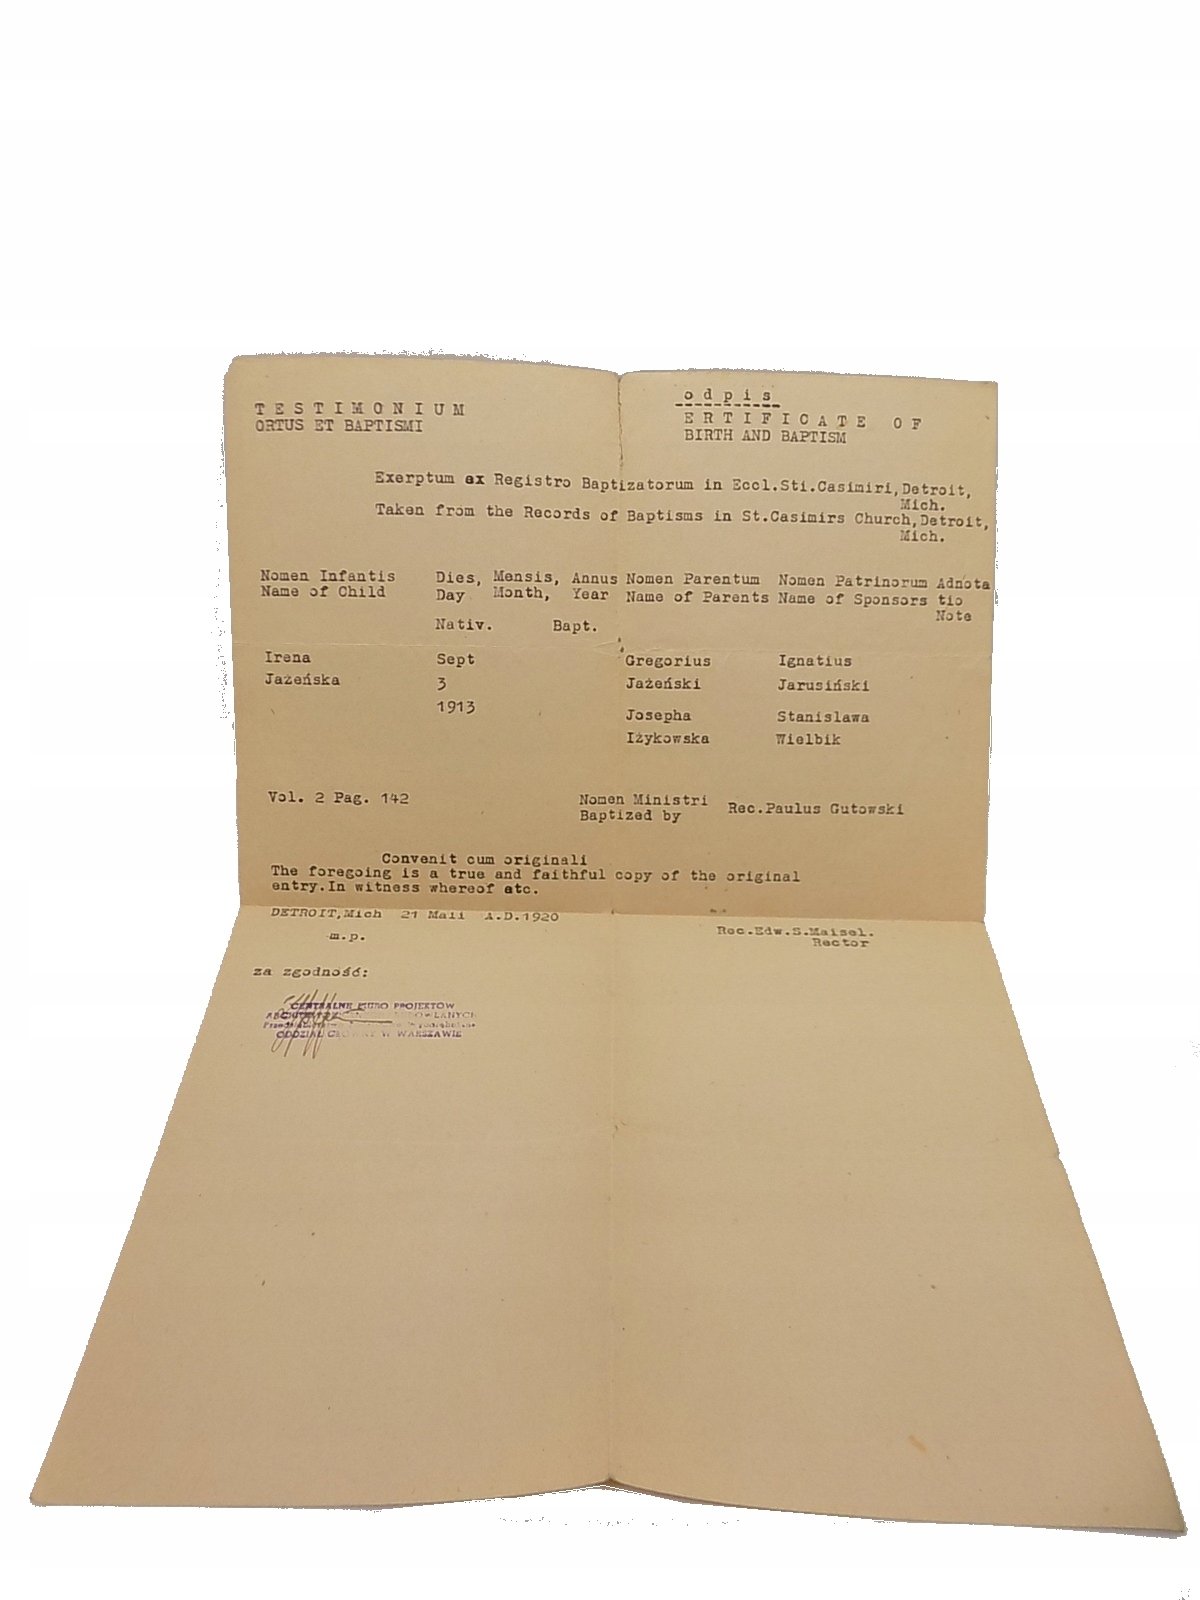 odpis
TESTIMONIUM ERTIFICATE OF
ORTUS ET BAPTISMI BIRTH AND BAPTISM
Exerptum ex Registro Baptizatorum in Eccl.Sti.Casimiri,Detroit,
Mich.
Taken from the Records of Baptisms in St.Casimirs Church,Detroit,
Mich.
Nomen Infantis Dies, Mensis, Annus Nomen Parentum Nomen Patrinorum Adnota
Name of Child Day Month, Year Name of Parents Name of Sponsors tio
Note
Nativ. Bapt.
Irena Sept Gregorius Ignatius
Jażeńska 3 Jażeński Jarusiński
1913 Josepha Stanislawa
Iżykowska Wielbik
Vol. 2 Pag. 142 Nomen Ministri Rec.Paulus Gutowski
Baptized by
Convenit cum originali
The foregoing is a true and faithful copy of the original
entry.In witness whereof etc.
DETROIT,Mich 21 Maii A.D.1920
m.p. Rec.Edw.S.Maisel.
Rector
za zgodność:
CENTRALNE BIURO PROJEKTÓW
ODDZIAŁ W WARSZAWIE